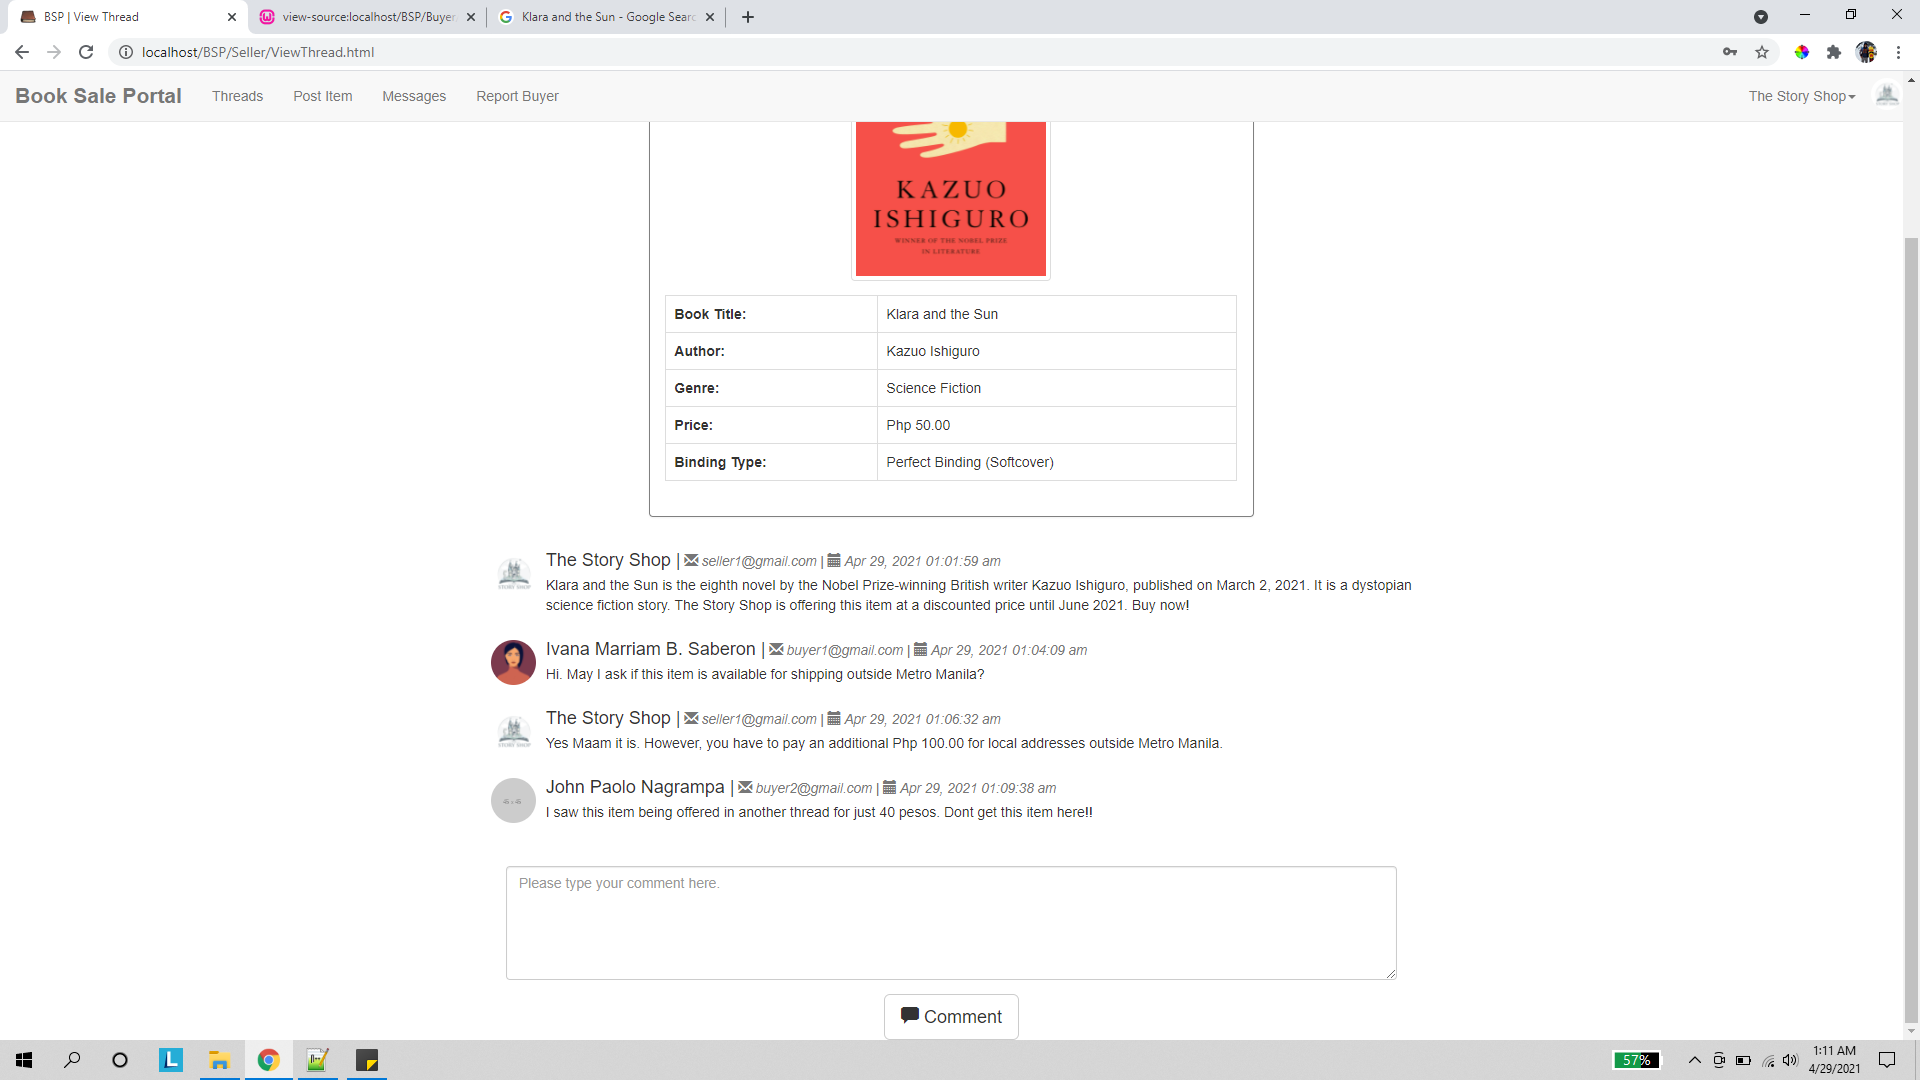 BSP | View Thread
view-source:localhost/BSP/Buyer
Klara and the Sun - Google Searc
localhost/BSP/Seller/ViewThread.html
Book Sale Portal Threads Post Item Messages Report Buyer The Story Shop
KAZUO
ISHIGURO
WINNER OF THE NOBEL PRIZE
IN LITERATURE
Book Title: Klara and the Sun
Author: Kazuo Ishiguro
Genre: Science Fiction
Price: Php 50.00
Binding Type: Perfect Binding (Softcover)
The Story Shop | seller1@gmail.com | Apr 29, 2021 01:01:59 am
Klara and the Sun is the eighth novel by the Nobel Prize-winning British writer Kazuo Ishiguro, published on March 2, 2021. It is a dystopian
science fiction story. The Story Shop is offering this item at a discounted price until June 2021. Buy now!
Ivana Marriam B. Saberon | buyer1@gmail.com | Apr 29, 2021 01:04:09 am
Hi. May I ask if this item is available for shipping outside Metro Manila?
The Story Shop | seller1@gmail.com | Apr 29, 2021 01:06:32 am
Yes Maam it is. However, you have to pay an additional Php 100.00 for local addresses outside Metro Manila.
John Paolo Nagrampa | buyer2@gmail.com | Apr 29, 2021 01:09:38 am
I saw this item being offered in another thread for just 40 pesos. Dont get this item here!!
Please type your comment here.
Comment
L
57%
1:11 AM
4/29/2021